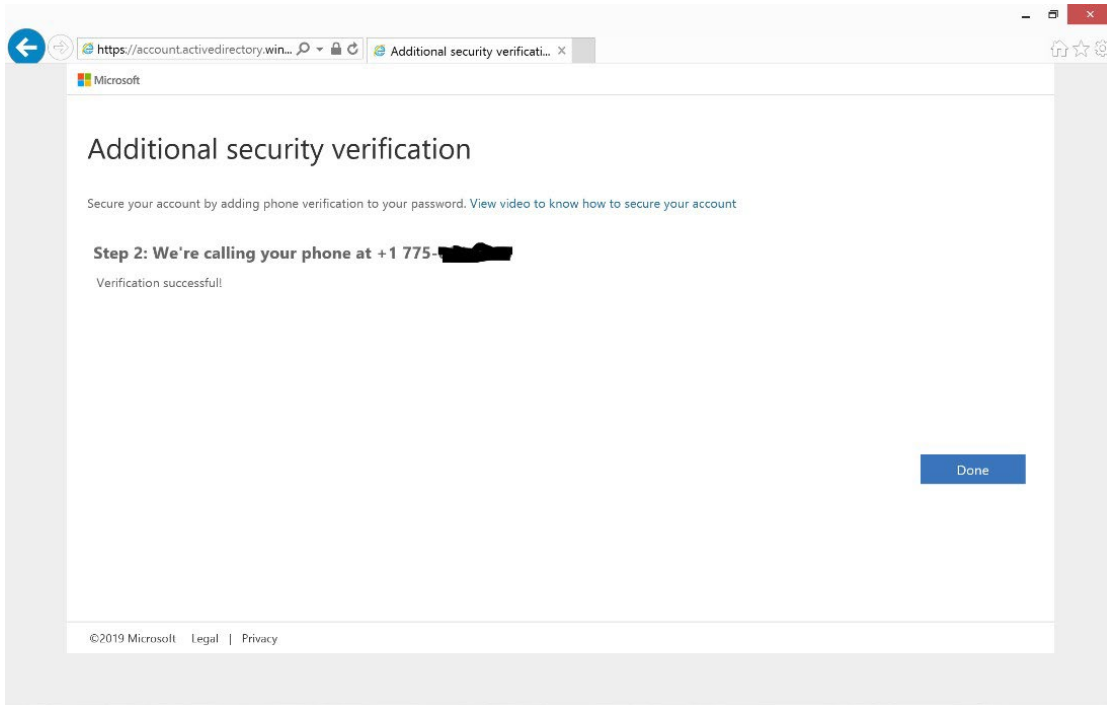 https://account.activedirectory.win...
Additional security verificati...
Microsoft
Additional security verification
Secure your account by adding phone verification to your password. View video to know how to secure your account
Step 2: We're calling your phone at +1 775-
Verification successful!
Done
©2019 Microsoft Legal | Privacy